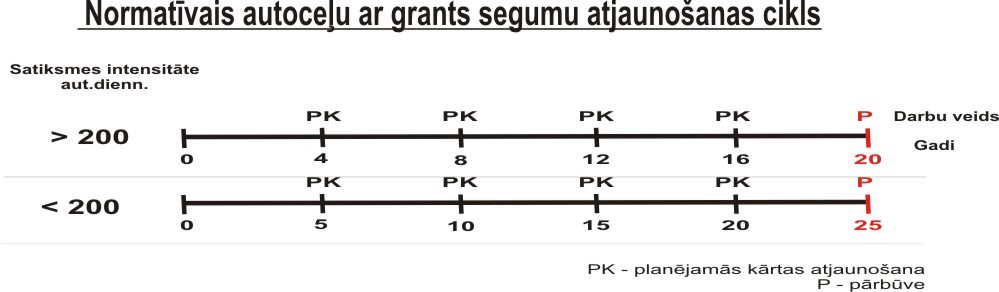 Normatīvais autoceļu ar grants segumu atjaunošanas cikls
Satiksmes intensitāte
aut.dienn.
PK PK PK PK P Darbu veids
> 200
Gadi
0 4 8 12 16 20
PK PK PK PK P
< 200
0 5 10 15 20 25
PK - planējamās kārtas atjaunošana
P - pārbūve